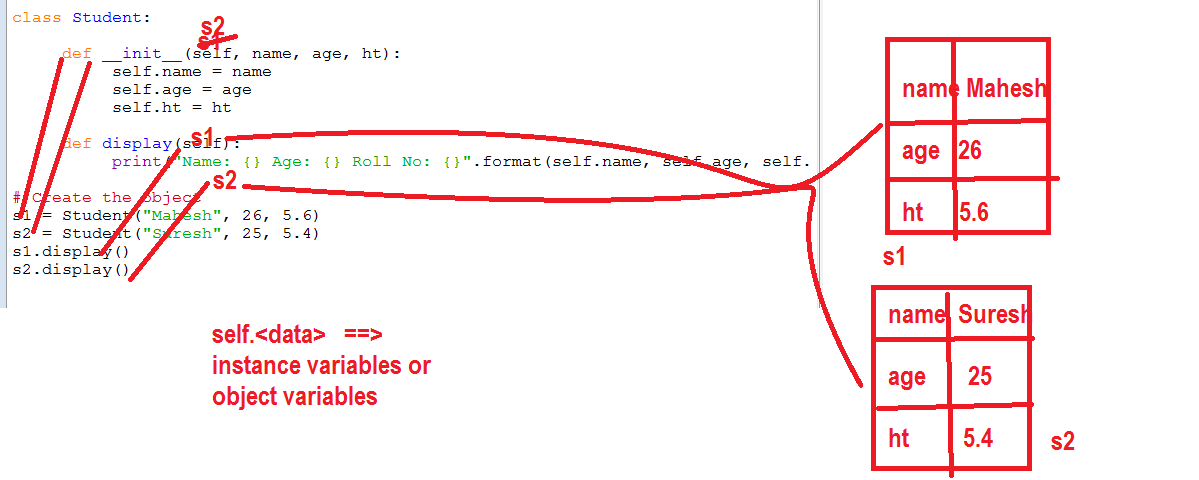 class Student:
s2
s1
def __init__(self, name, age, ht):
self.name = name
self.age = age
self.ht = ht
s1
def display(self):
print("Name: {} Age: {} Roll No: {}".format(self.name, self.age, self.
s2
# Create the object
s1 = Student("Mahesh", 26, 5.6)
s2 = Student("Suresh", 25, 5.4)
s1.display()
s2.display()
self.<data> ==>
instance variables or
object variables
name Mahesh
age 26
ht 5.6
s1
name Suresh
age 25
ht 5.4
s2